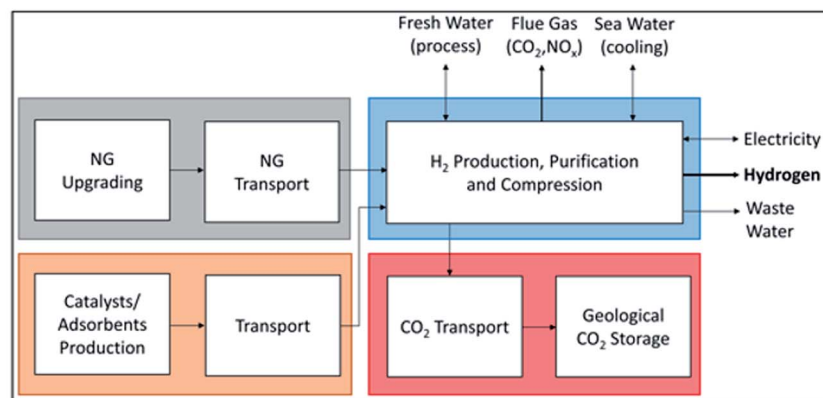 Fresh Water
(process)
Flue Gas
(CO₂,NOₓ)
Sea Water
(cooling)
NG
Upgrading
NG
Transport
H₂ Production, Purification
and Compression
Electricity
Hydrogen
Waste
Water
Catalysts/
Adsorbents
Production
Transport
CO₂ Transport
Geological
CO₂ Storage